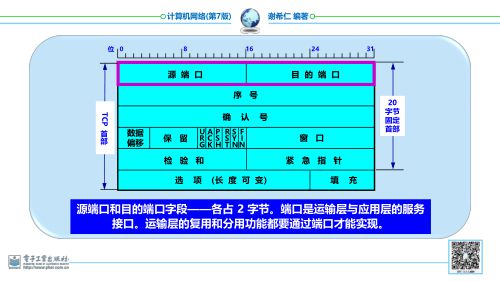 计算机网络(第7版)
谢希仁 编著
位 0 8 16 24 31
源 端 口
目 的 端 口
序 号
确 认 号
数据
偏移
保 留
U A P R S F
R C S S Y I
G K H T N N
窗 口
检 验 和
紧 急 指 针
选 项 (长 度 可 变)
填 充
TCP 首部
20
字节
固定
首部
源端口和目的端口字段——各占 2 字节。端口是运输层与应用层的服务
接口。运输层的复用和分用功能都要通过端口才能实现。
電子工業出版社
http://www.phei.com.cn